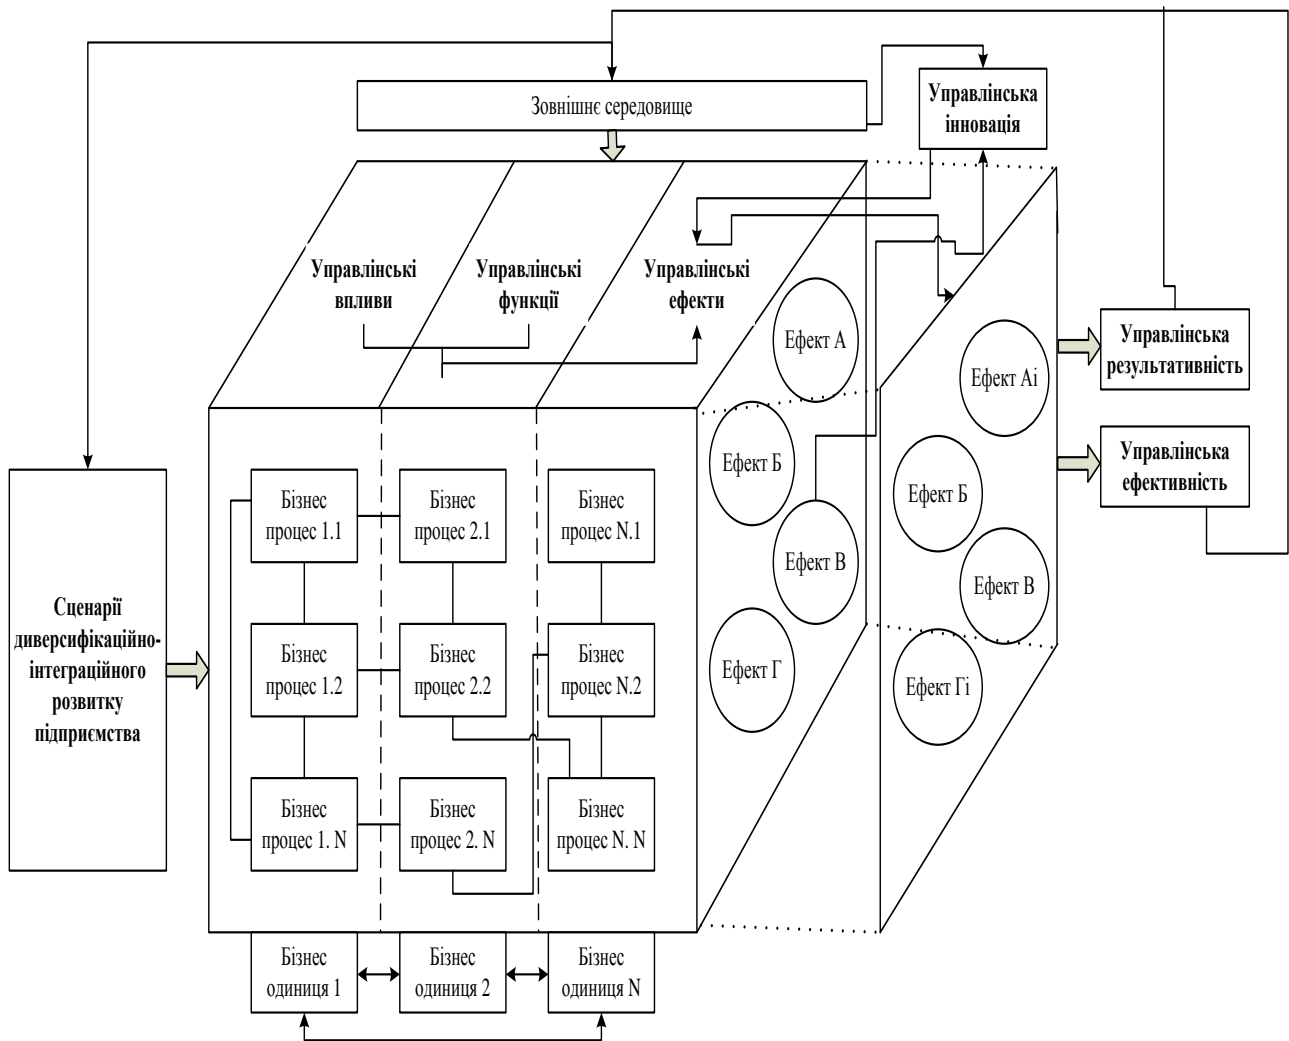 Зовнішнє середовище
Управлінська
інновація
Управлінські
впливи
Управлінські
функції
Управлінські
ефекти
Ефект А
Ефект Б
Ефект В
Ефект Г
Ефект Аі
Ефект Б
Ефект В
Ефект Гі
Управлінська
результативність
Управлінська
ефективність
Сценарії
диверсифікаційно-
інтеграційного
розвитку
підприємства
Бізнес
процес 1.1
Бізнес
процес 2.1
Бізнес
процес N.1
Бізнес
процес 1.2
Бізнес
процес 2.2
Бізнес
процес N.2
Бізнес
процес 1. N
Бізнес
процес 2. N
Бізнес
процес N. N
Бізнес
одиниця 1
Бізнес
одиниця 2
Бізнес
одиниця N